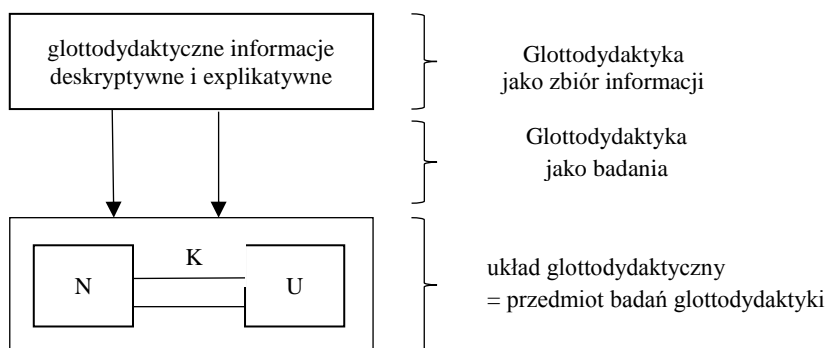 glottodydaktyczne informacje
deskryptywne i explikatywne
Glottodydaktyka
jako zbiór informacji
Glottodydaktyka
jako badania
K
N
U
układ glottodydaktyczny
= przedmiot badań glottodydaktyki